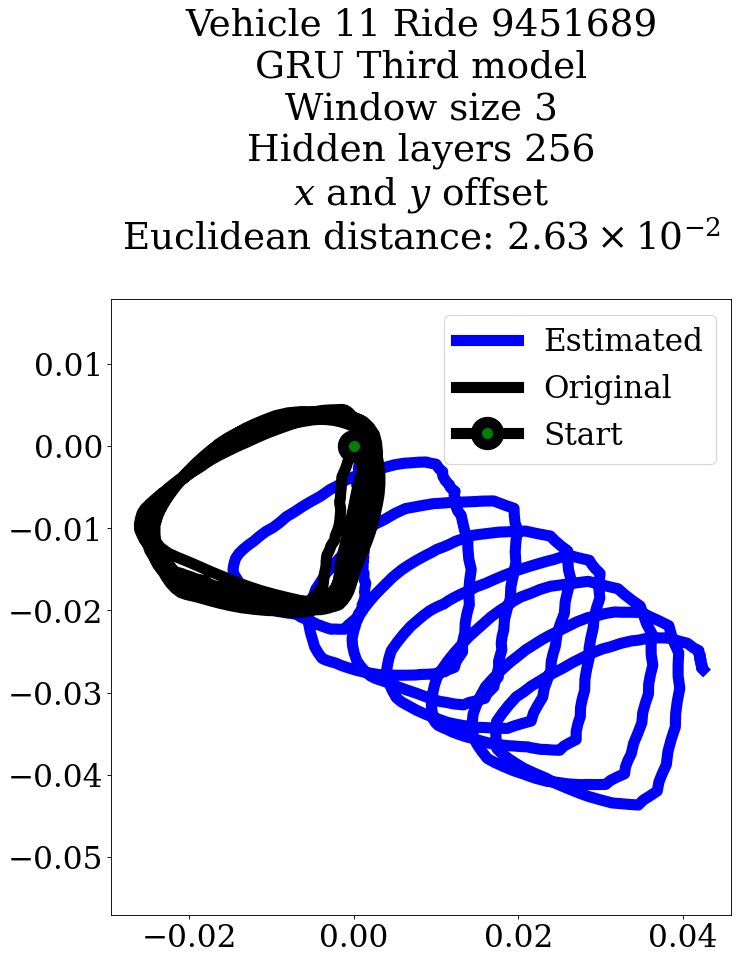 Vehicle 11 Ride 9451689
GRU Third model
Window size 3
Hidden layers 256
x and y offset
Euclidean distance: 2.63 × 10⁻²
Estimated
Original
Start
0.01
0.00
−0.01
−0.02
−0.03
−0.04
−0.05
−0.02 0.00 0.02 0.04